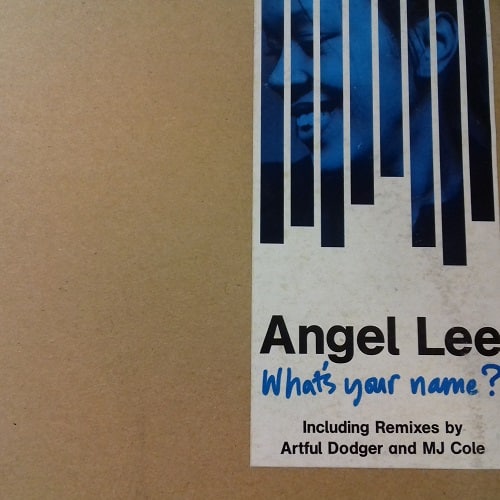 Angel Lee
What's your name?
Including Remixes by
Artful Dodger and MJ Cole